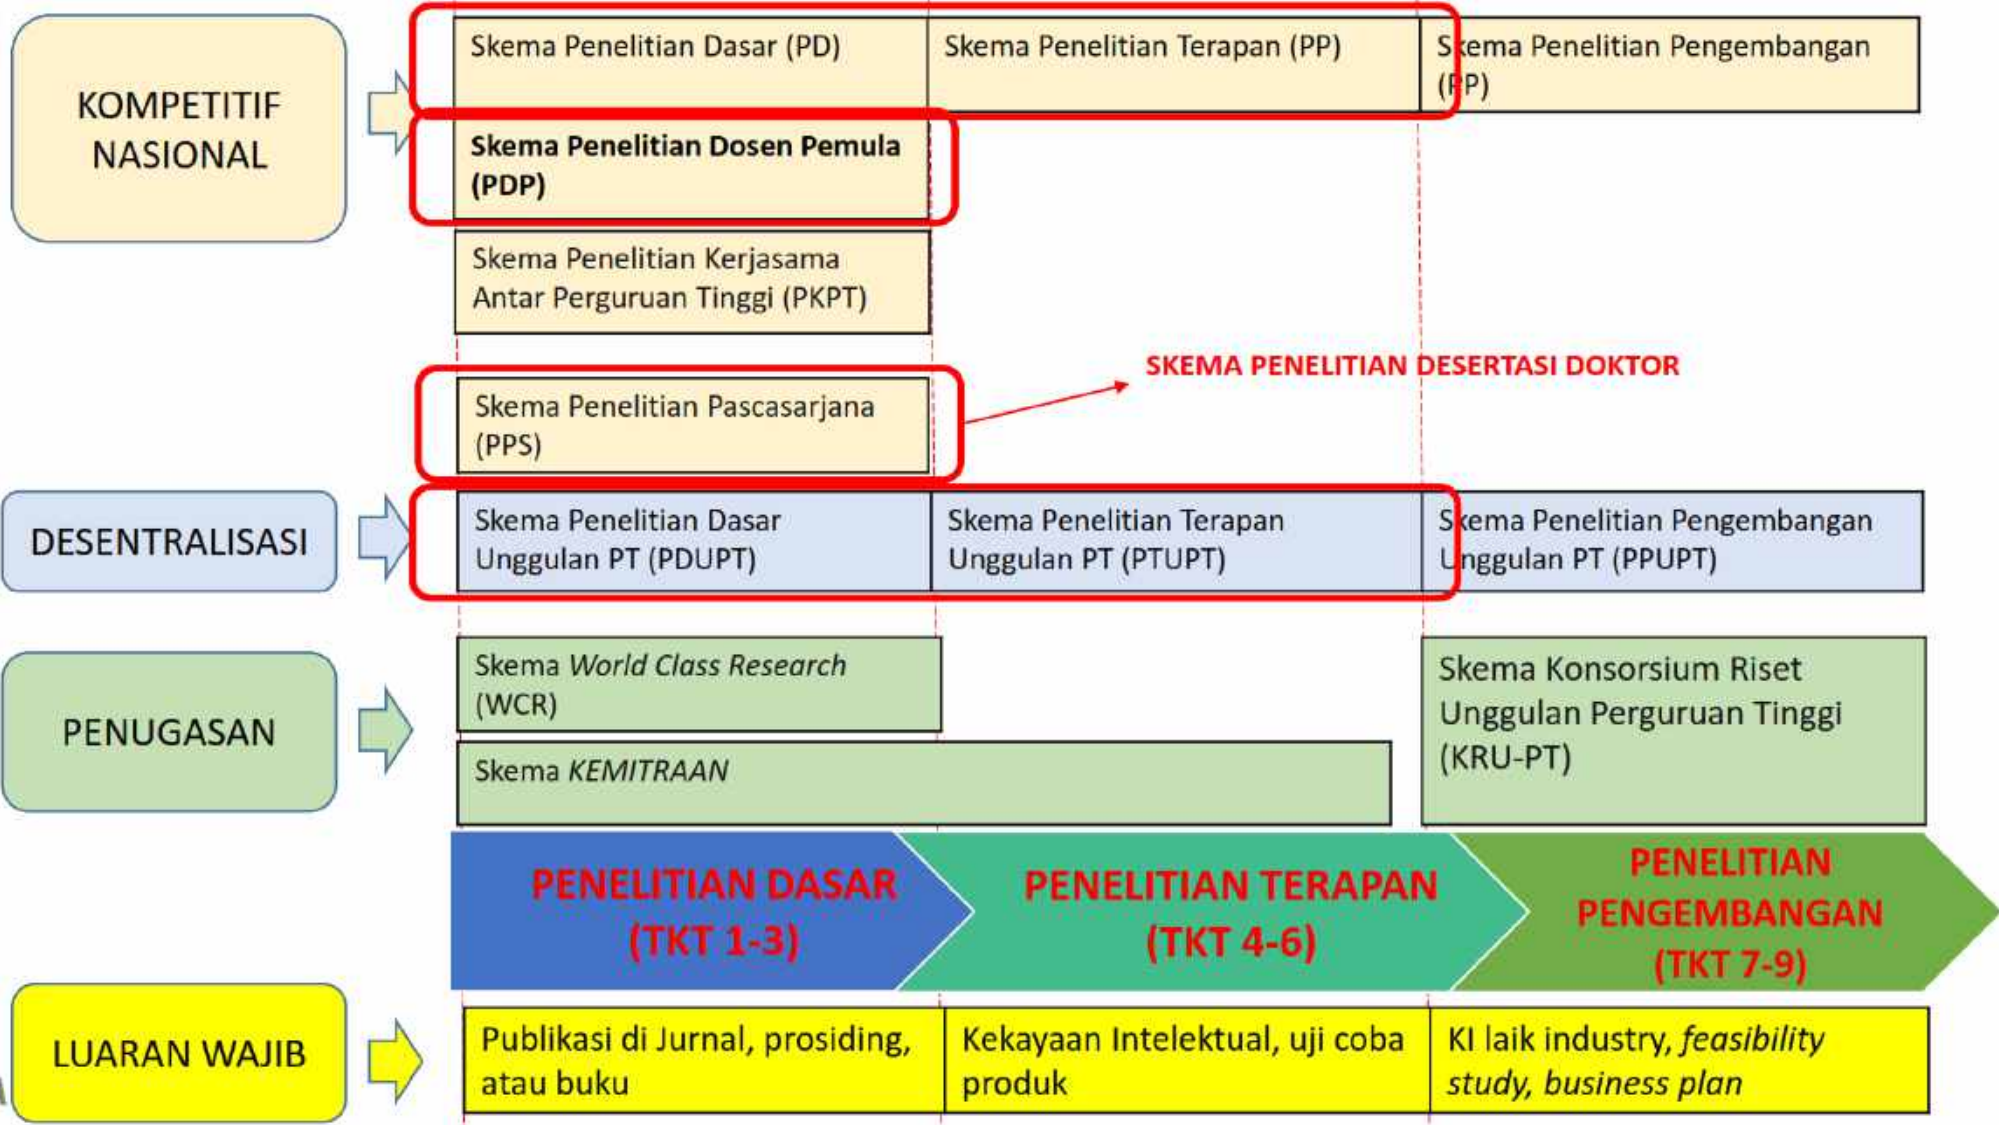 KOMPETITIF
NASIONAL
Skema Penelitian Dasar (PD)
Skema Penelitian Terapan (PP)
Skema Penelitian Pengembangan
(PP)
Skema Penelitian Dosen Pemula
(PDP)
Skema Penelitian Kerjasama
Antar Perguruan Tinggi (PKPT)
Skema Penelitian Pascasarjana
(PPS)
SKEMA PENELITIAN DESERTASI DOKTOR
DESENTRALISASI
Skema Penelitian Dasar
Unggulan PT (PDUPT)
Skema Penelitian Terapan
Unggulan PT (PTUPT)
Skema Penelitian Pengembangan
Unggulan PT (PPUPT)
PENUGASAN
Skema World Class Research
(WCR)
Skema KEMITRAAN
Skema Konsorsium Riset
Unggulan Perguruan Tinggi
(KRU-PT)
PENELITIAN DASAR
(TKT 1-3)
PENELITIAN TERAPAN
(TKT 4-6)
PENELITIAN
PENGEMBANGAN
(TKT 7-9)
LUARAN WAJIB
Publikasi di Jurnal, prosiding,
atau buku
Kekayaan Intelektual, uji coba
produk
KI laik industry, feasibility
study, business plan